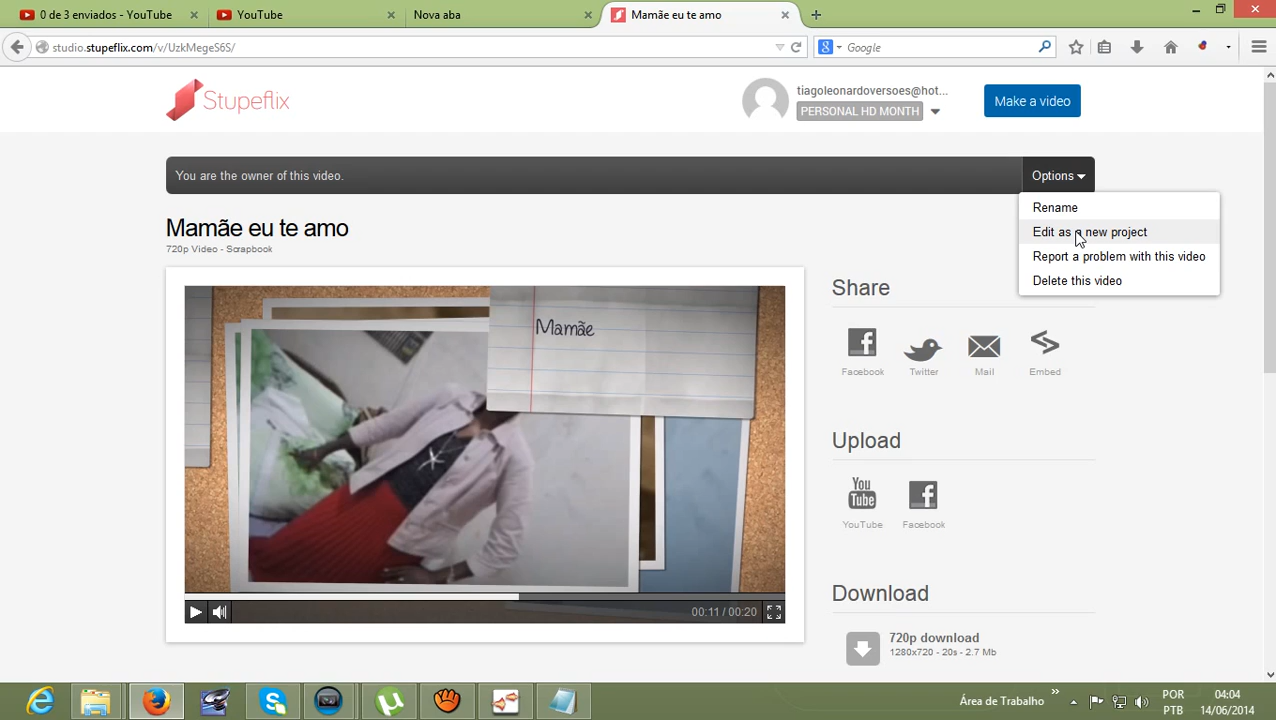 0 de 3 enviados - YouTube
YouTube
Nova aba
Mamãe eu te amo
studio.stupeflix.com/v/UzkMegeS6S/
Google
Stupeflix
tiagoleonardoversoes@hot...
PERSONAL HD MONTH
Make a video
You are the owner of this video.
Options
Rename
Edit as a new project
Report a problem with this video
Delete this video
Mamãe eu te amo
720p Video - Scrapbook
Mamãe
00:11 / 00:20
Share
Facebook
Twitter
Mail
Embed
Upload
You
Tube
YouTube
Facebook
Download
720p download
1280x720 - 20s - 2.7 Mb
Área de Trabalho
POR
PTB
04:04
14/06/2014